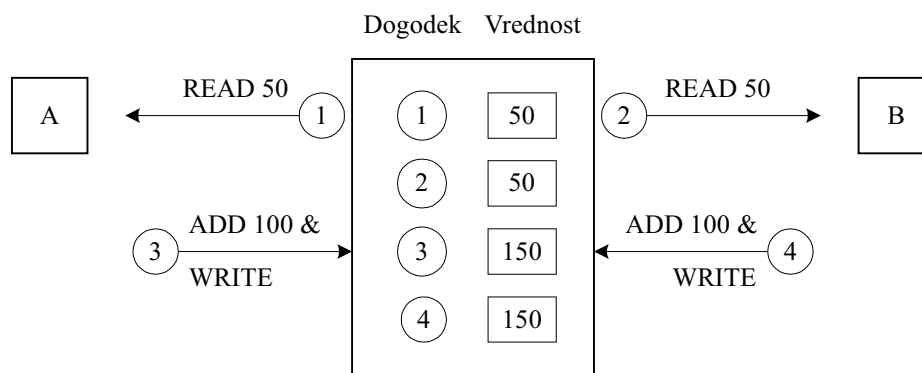 Dogodek Vrednost
A READ 50 1 1 50 2 READ 50 B
2 50
3 ADD 100 & 3 150 ADD 100 & 4
WRITE WRITE
4 150